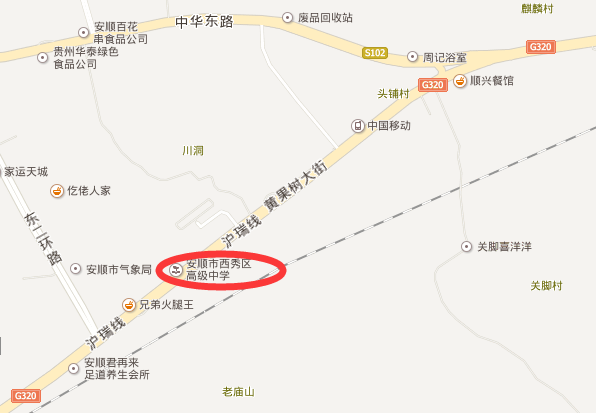 麒麟村
中华东路
废品回收站
安顺百花
串食品公司
贵州华泰绿色
食品公司
S102
G320
周记浴室
顺兴餐馆
G320
头铺村
中国移动
川洞
家运天城
仡佬人家
黄果树大街
沪瑞线
东二环路
关脚喜洋洋
安顺市西秀区
高级中学
安顺市气象局
关脚村
兄弟火腿王
沪瑞线
安顺君再来
足道养生会所
老庙山
G320